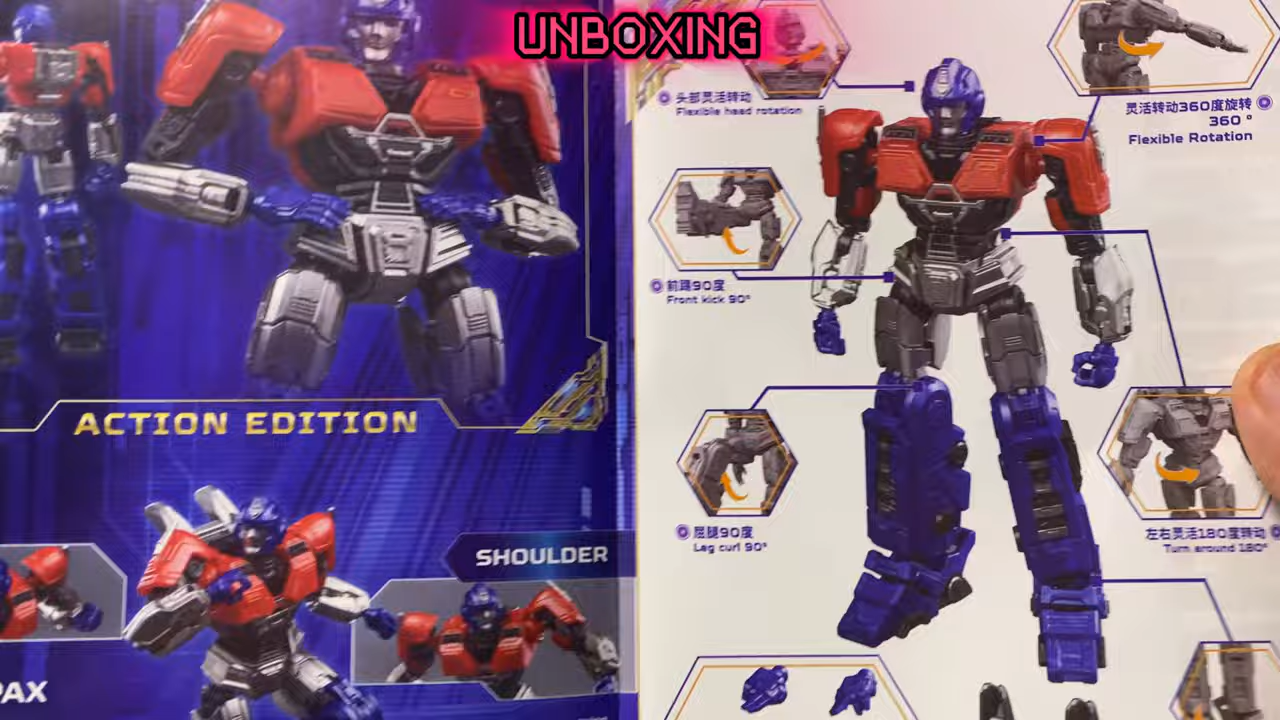 UNBOXING
头部灵活转动
Flexible head rotation
灵活转动360度旋转
360 °
Flexible Rotation
前踢90度
Front kick 90°
ACTION EDITION
屈腿90度
Leg curl 90°
左右灵活180度转动
Turn around 180°
SHOULDER
PAX